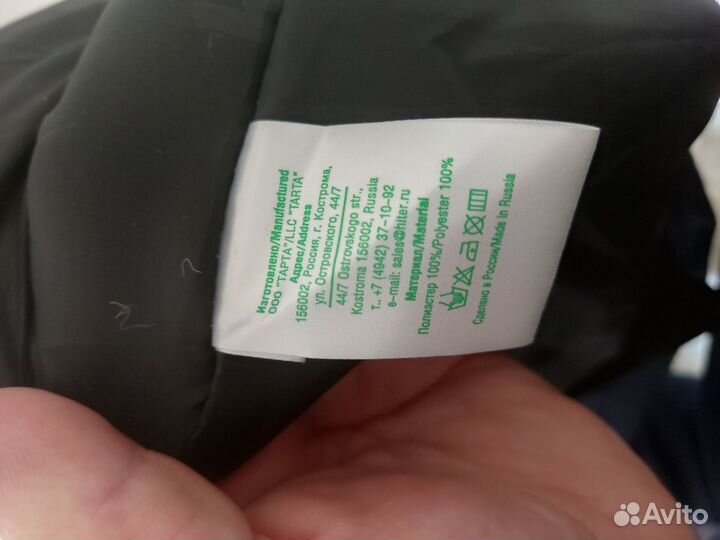 Изготовлено/Manufactured
ООО "ТАРТА"/LLC "TARTA"
Адрес/Address
156002, Россия, г. Кострома,
ул. Островского, 44/7
44/7 Ostrovskogo str.,
Kostroma 156002, Russia
т., +7 (4942) 37-10-92
e-mail: sales@hiter.ru
Материал/Material
Полиэстер 100%/Polyester 100%
Сделано в России/Made in Russia
Avito